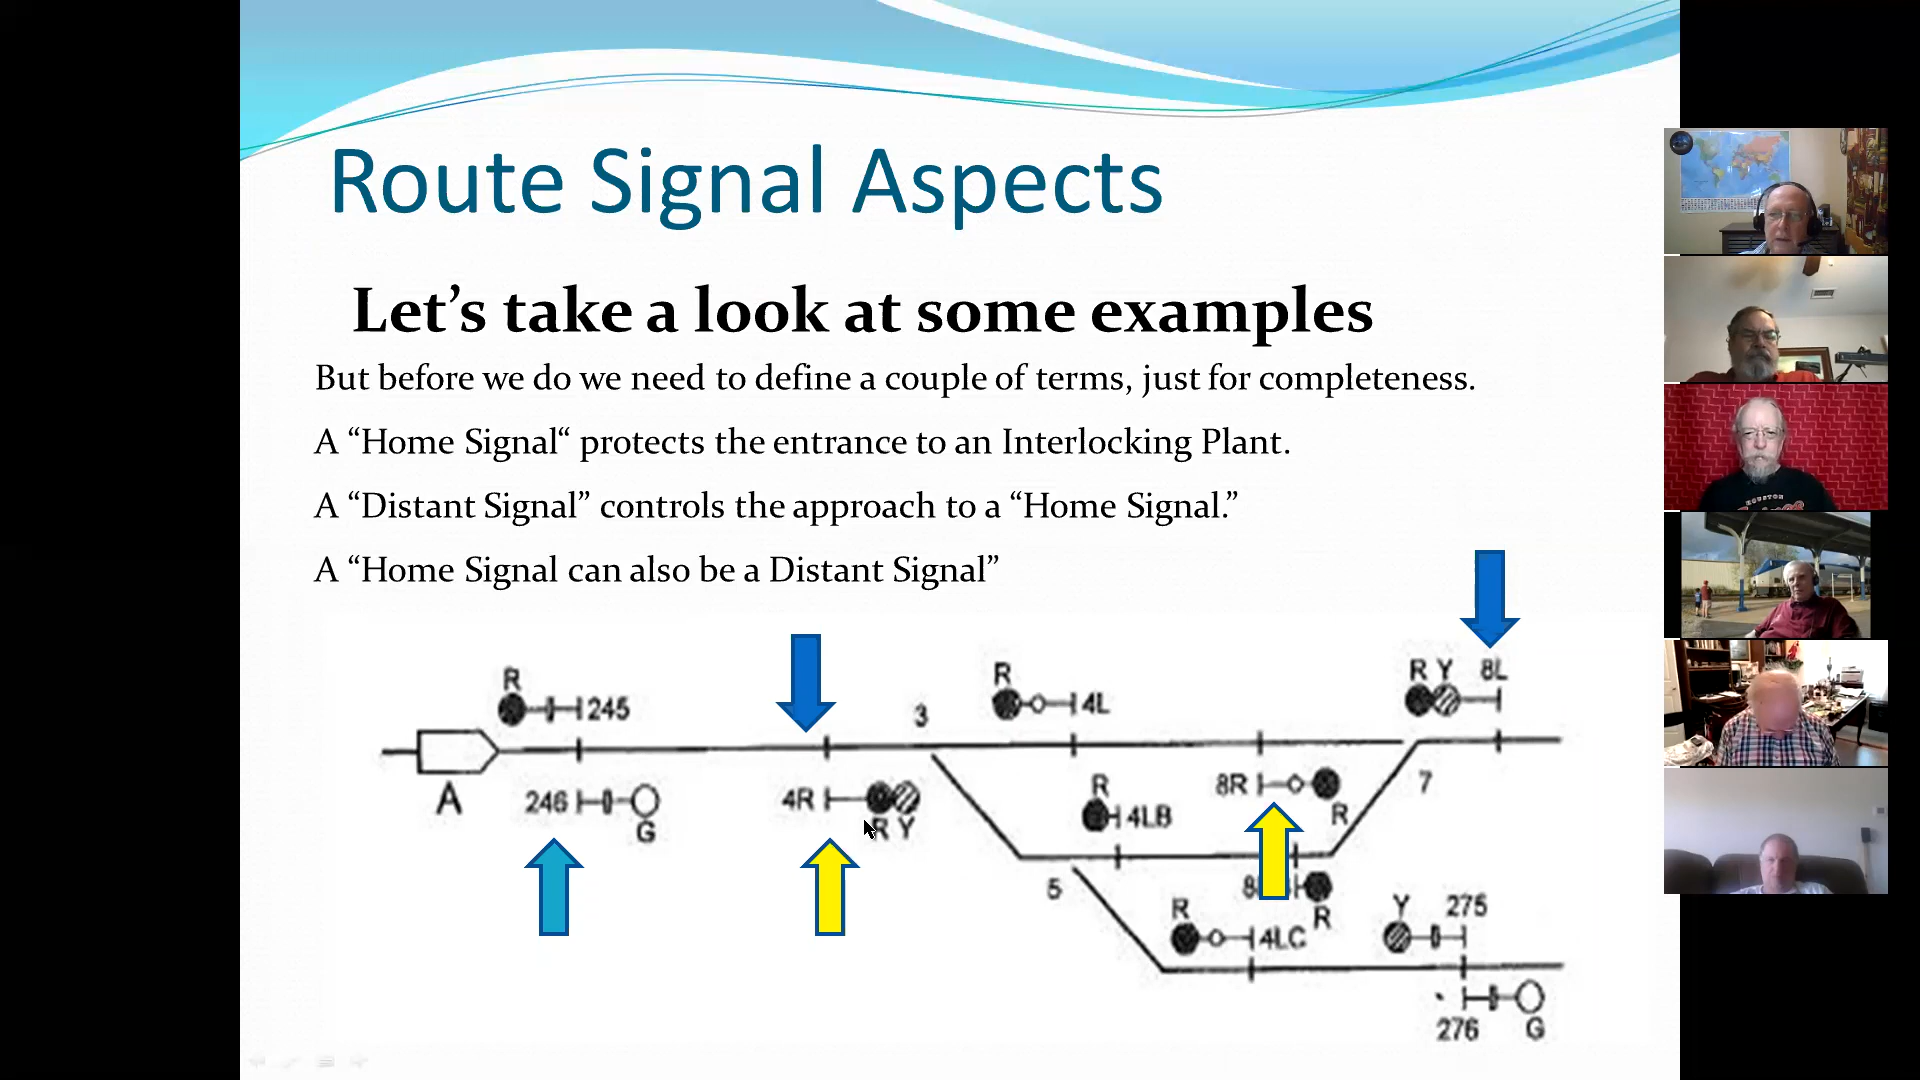 Route Signal Aspects
Let’s take a look at some examples
But before we do we need to define a couple of terms, just for completeness.
A “Home Signal“ protects the entrance to an Interlocking Plant.
A “Distant Signal” controls the approach to a “Home Signal.”
A “Home Signal can also be a Distant Signal”
R
245
R
4L
3
R Y 8L
A
246
G
4R
R Y
R
4LB
8R
R
7
5
8
R
R
4LC
Y 275
276 G
HOUSTON